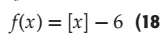 f(x) = [x] − 6 (18